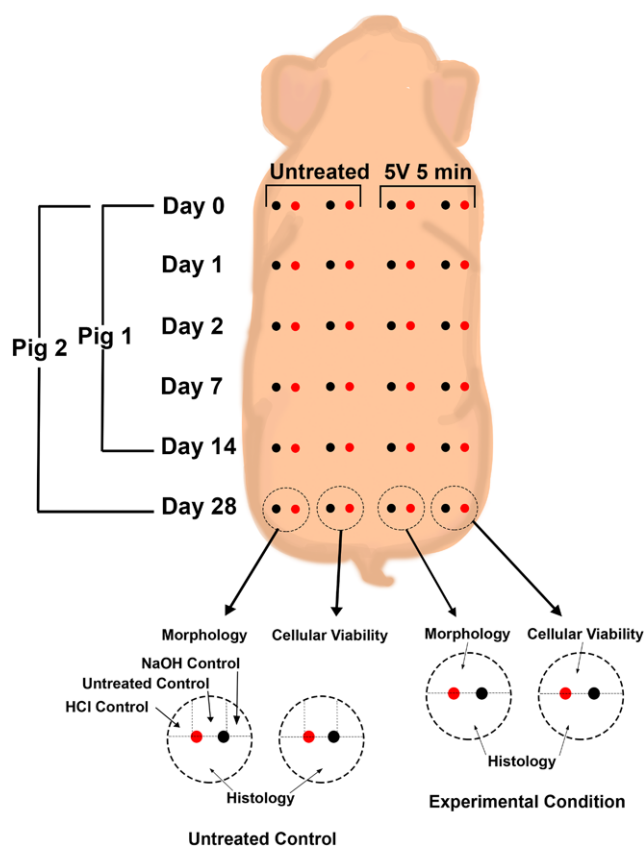 Untreated 5V 5 min
Day 0
Day 1
Day 2
Pig 1
Pig 2
Day 7
Day 14
Day 28
Morphology Cellular Viability
NaOH Control
Untreated Control
HCl Control
Histology
Untreated Control
Morphology Cellular Viability
Histology
Experimental Condition